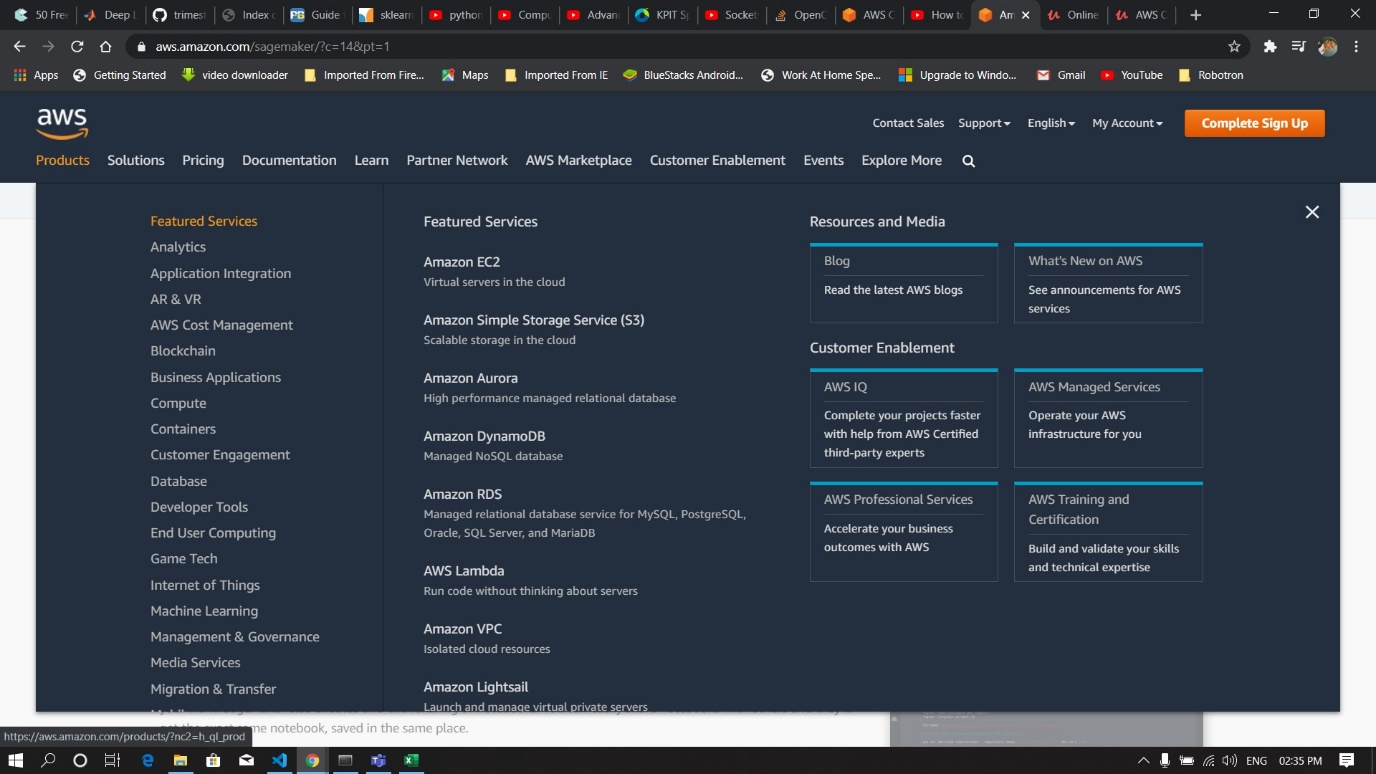 50 Free
Deep L
trimest
Index o
Guide
sklearn
python
Compu
Advan
KPIT Sp
Socket
OpenC
AWS C
How to
Am
Online
AWS C
aws.amazon.com/sagemaker/?c=14&pt=1
Apps
Getting Started
video downloader
Imported From Fire...
Maps
Imported From IE
BlueStacks Android...
Work At Home Spe...
Upgrade to Windo...
Gmail
YouTube
Robotron
aws
Contact Sales
Support
English
My Account
Complete Sign Up
Products
Solutions
Pricing
Documentation
Learn
Partner Network
AWS Marketplace
Customer Enablement
Events
Explore More
Featured Services
Analytics
Application Integration
AR & VR
AWS Cost Management
Blockchain
Business Applications
Compute
Containers
Customer Engagement
Database
Developer Tools
End User Computing
Game Tech
Internet of Things
Machine Learning
Management & Governance
Media Services
Migration & Transfer
Featured Services
Amazon EC2
Virtual servers in the cloud
Amazon Simple Storage Service (S3)
Scalable storage in the cloud
Amazon Aurora
High performance managed relational database
Amazon DynamoDB
Managed NoSQL database
Amazon RDS
Managed relational database service for MySQL, PostgreSQL,
Oracle, SQL Server, and MariaDB
AWS Lambda
Run code without thinking about servers
Amazon VPC
Isolated cloud resources
Amazon Lightsail
Launch and manage virtual private servers
Resources and Media
Blog
Read the latest AWS blogs
What's New on AWS
See announcements for AWS
services
Customer Enablement
AWS IQ
Complete your projects faster
with help from AWS Certified
third-party experts
AWS Managed Services
Operate your AWS
infrastructure for you
AWS Professional Services
Accelerate your business
outcomes with AWS
AWS Training and
Certification
Build and validate your skills
and technical expertise
get the exact same notebook, saved in the same place.
https://aws.amazon.com/products/?nc2=h_ql_prod
ENG
02:35 PM